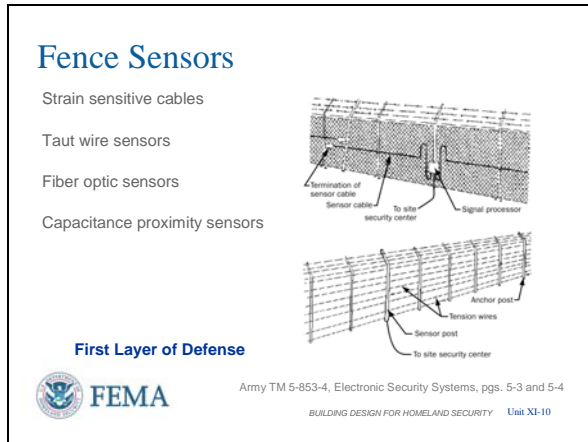 Fence Sensors
Strain sensitive cables
Taut wire sensors
Fiber optic sensors
Capacitance proximity sensors
Termination of
sensor cable
Sensor cable
To site
security center
Signal processor
Anchor post
Tension wires
Sensor post
To site security center
First Layer of Defense
FEMA
Army TM 5-853-4, Electronic Security Systems, pgs. 5-3 and 5-4
BUILDING DESIGN FOR HOMELAND SECURITY Unit XI-10